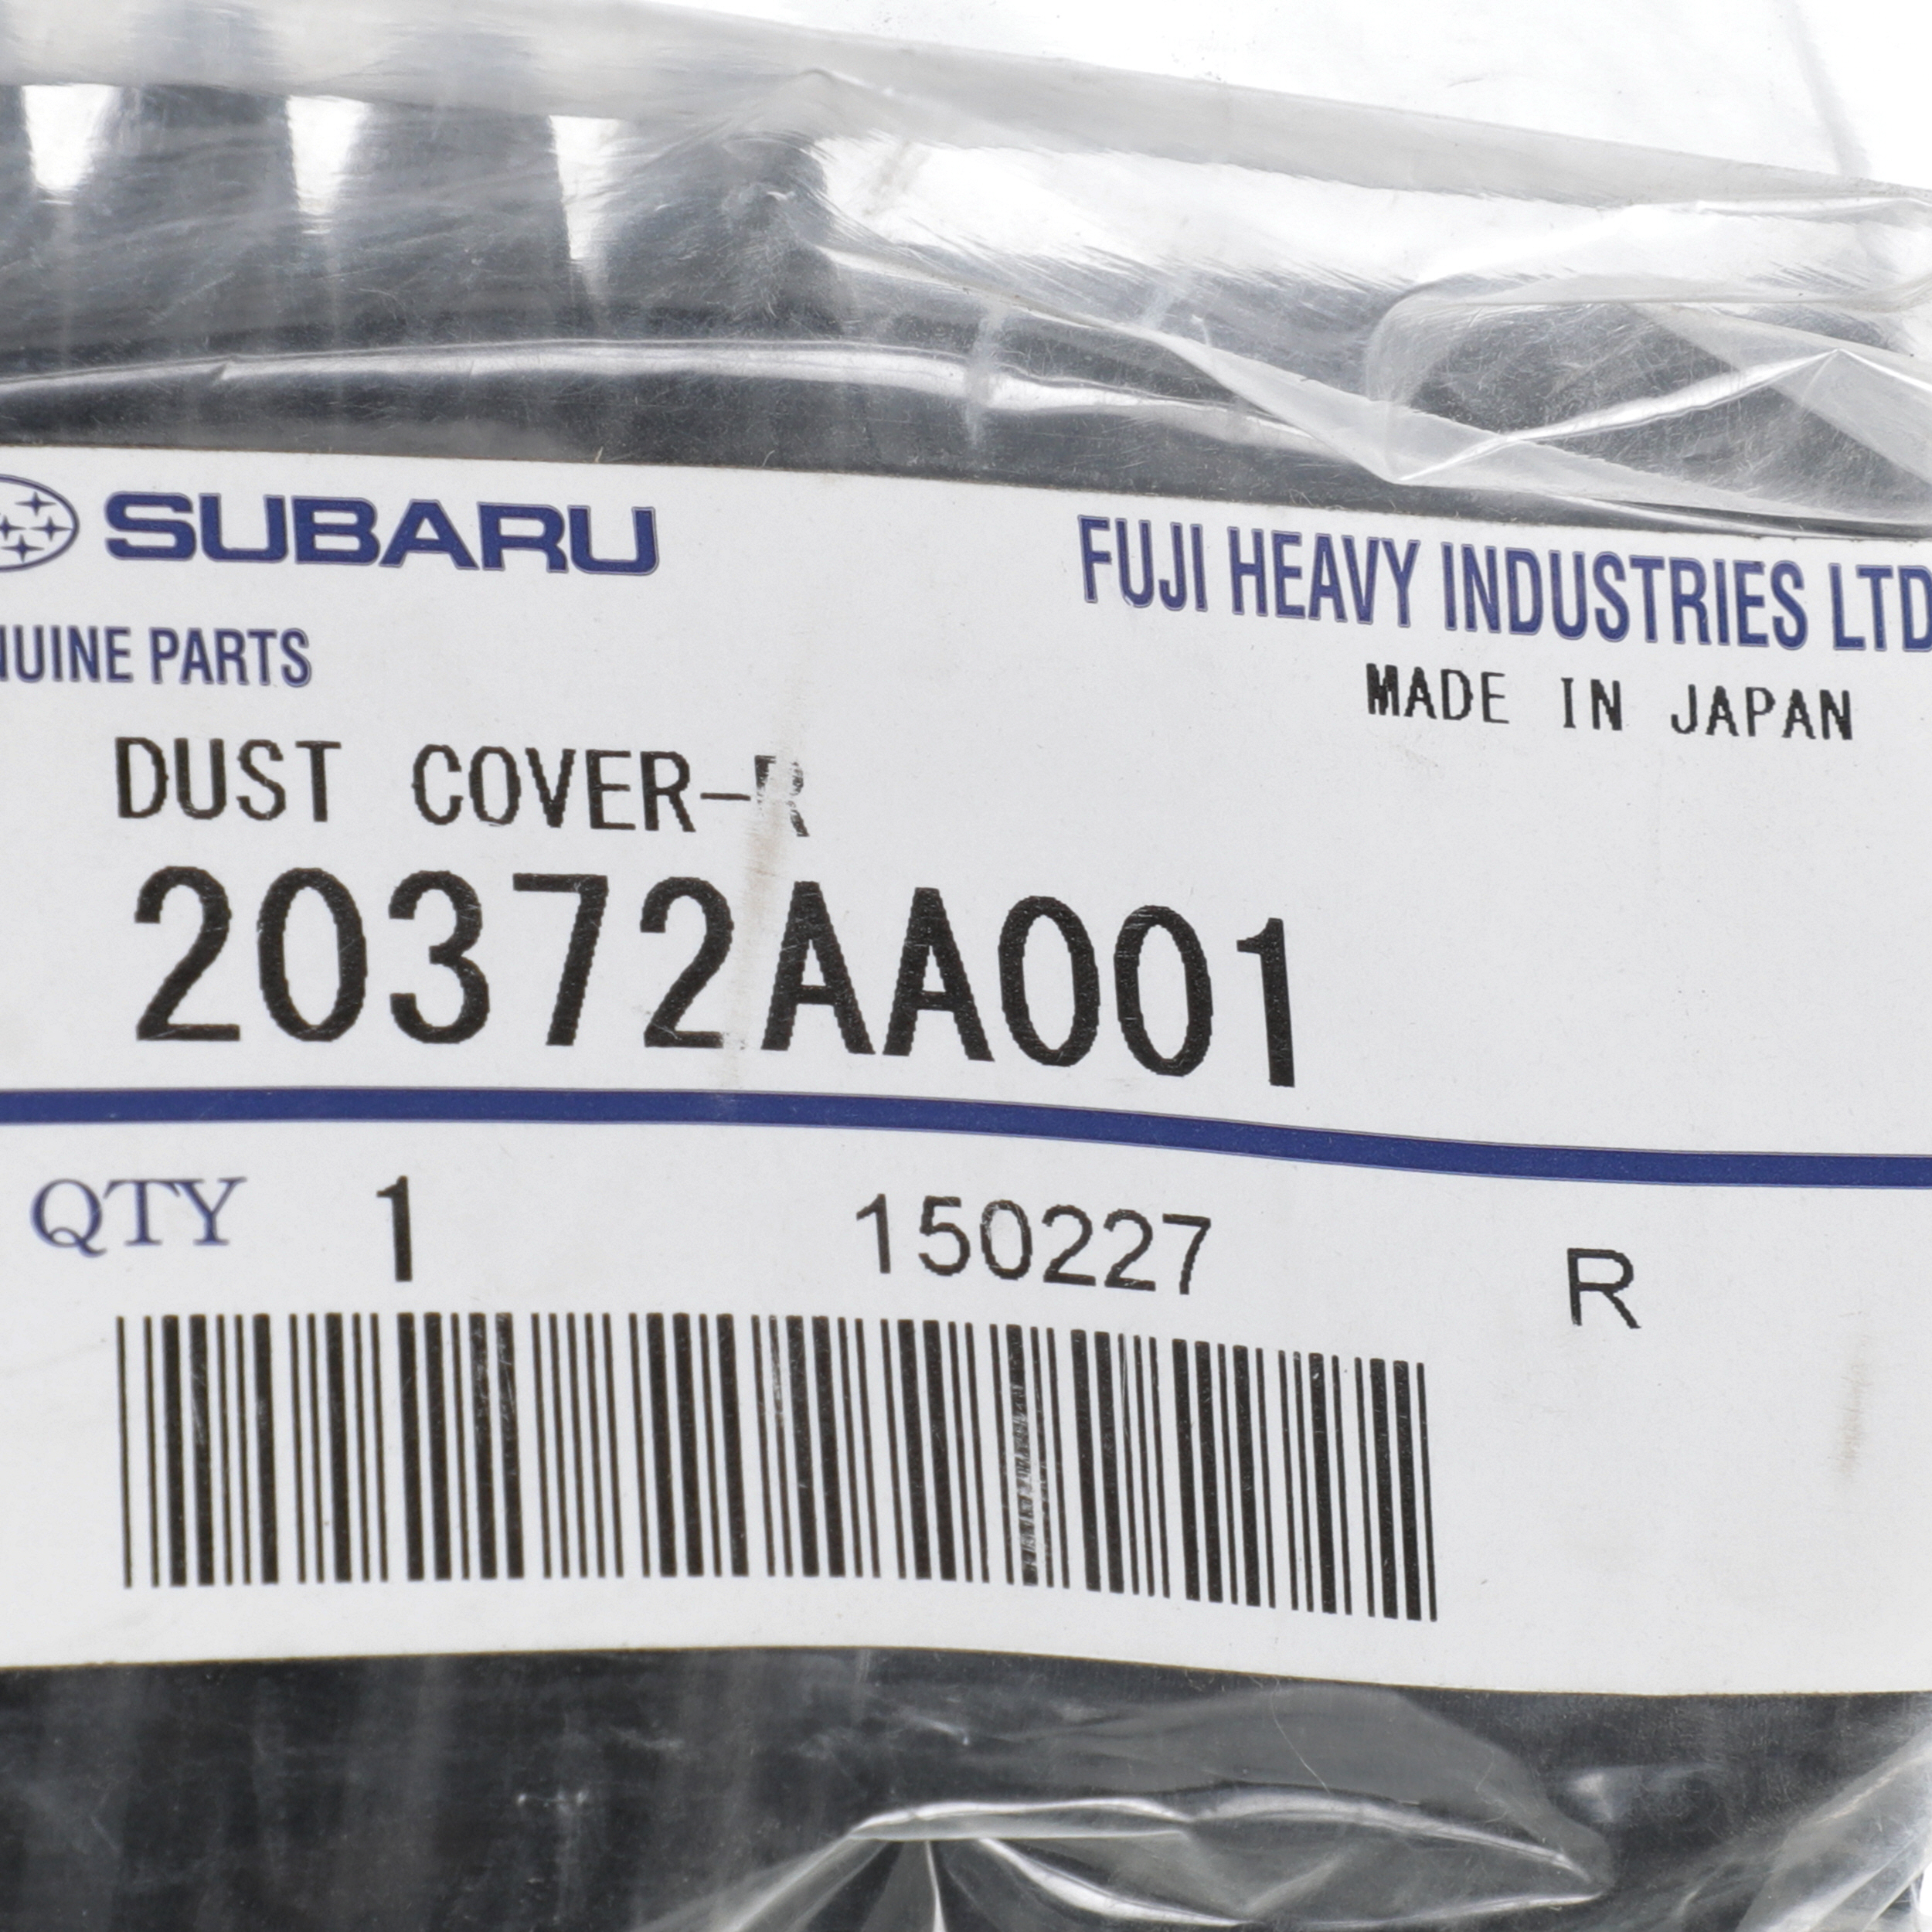 SUBARU
FUJI HEAVY INDUSTRIES LTD
NUINE PARTS
MADE IN JAPAN
DUST COVER-R
20372AA001
QTY 1 150227 R